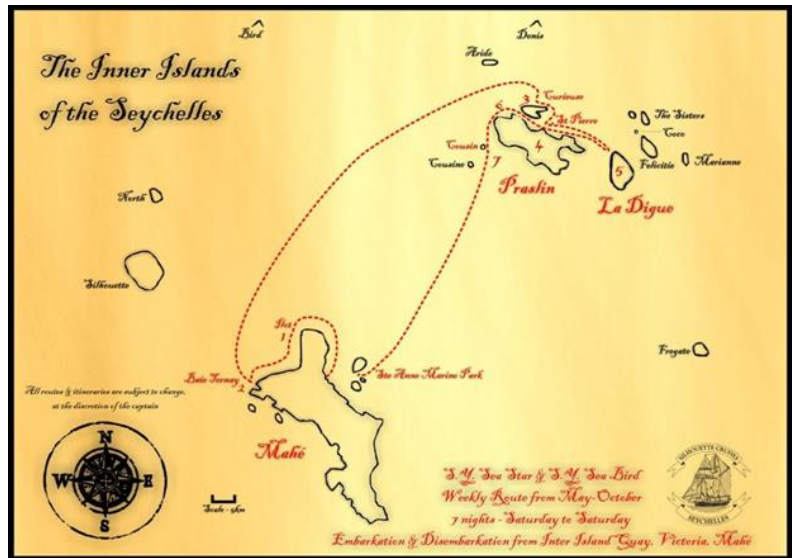 The Inner Islands
of the Seychelles
Bird
Denis
Aride
3
Curieuse
6
St Pierre
The Sisters
Coco
4
Cousin
Cousine
7
Felicitie
Marianne
5
Praslin
La Digue
North
Silhouette
Ilot
1
Fregate
Baie Ternay
2
Ste Anne Marine Park
All routes & itineraries are subject to change,
at the discretion of the captain
Mahé
N
W
E
S
Scale - 5km
S.Y. Sea Star & S.Y. Sea Bird
Weekly Route from May-October
7 nights - Saturday to Saturday
Embarkation & Disembarkation from Inter Island Quay, Victoria, Mahé
SILHOUETTE CRUISES
SEYCHELLES